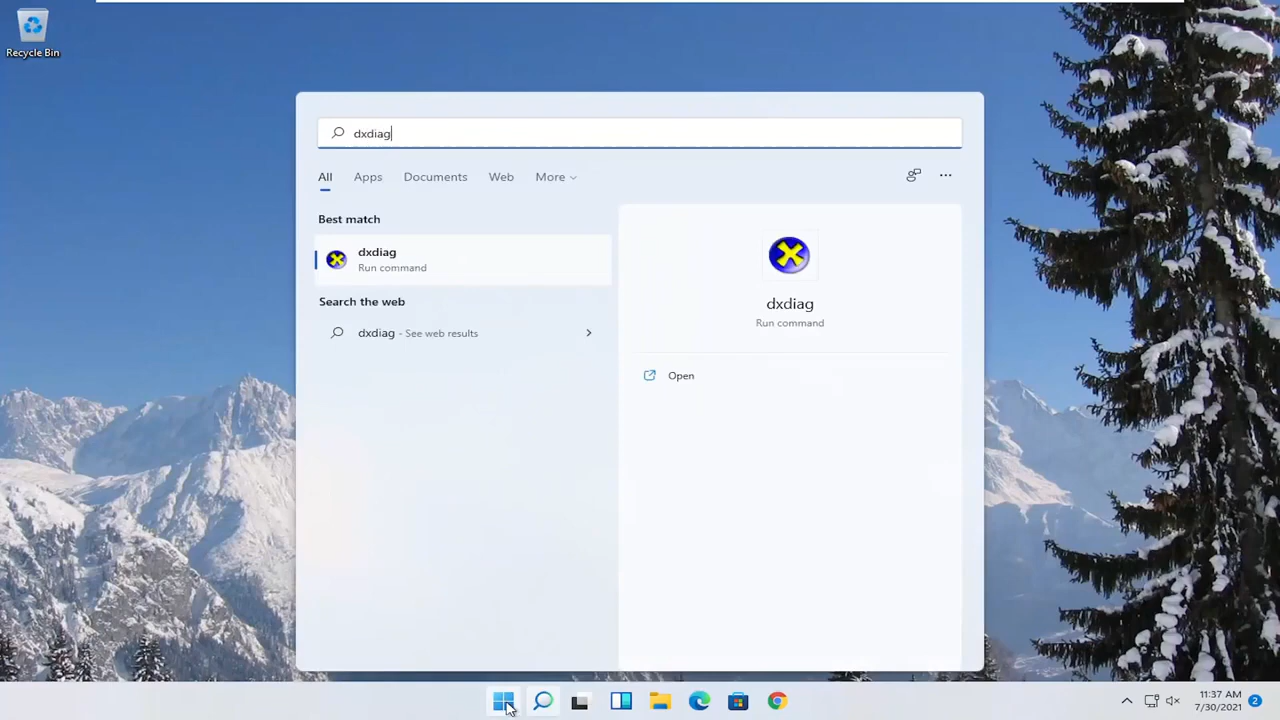 Recycle Bin
dxdiag
All Apps Documents Web More
Best match
dxdiag
Run command
Search the web
dxdiag - See web results
dxdiag
Run command
Open
11:37 AM
7/30/2021
2